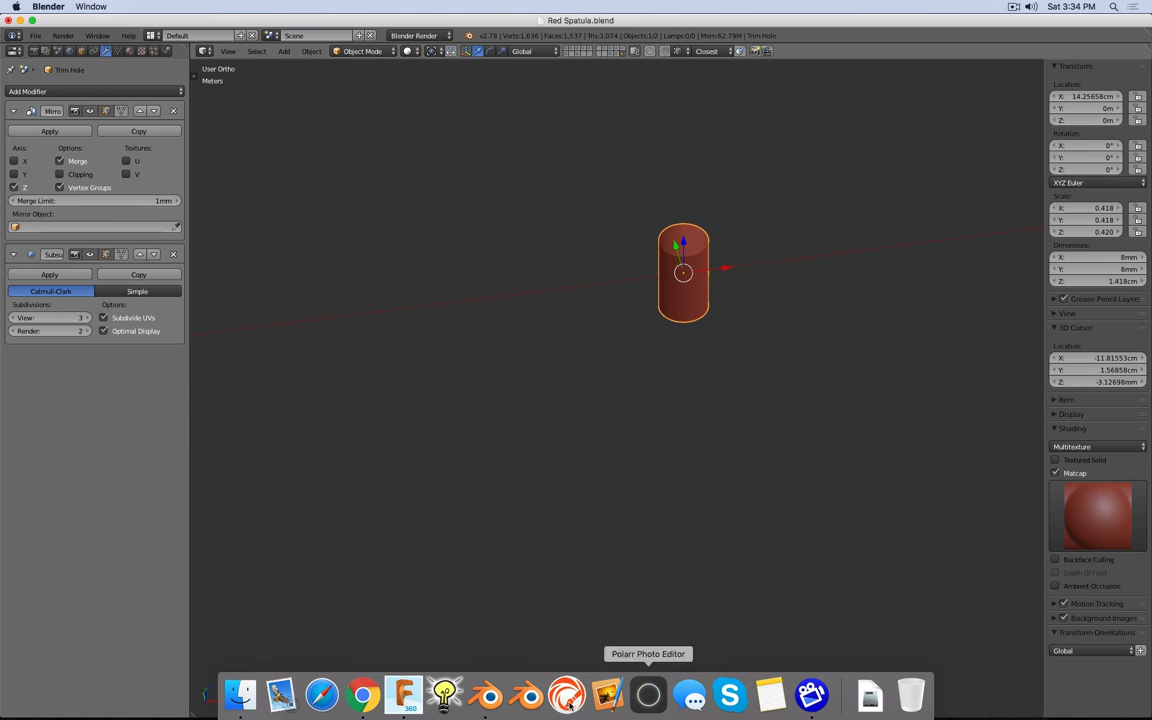 Blender Window Sat 3:34 PM
Red Spatula.blend
File Render Window Help Default Scene Blender Render v2.78 | Verts:1,636 | Faces:1,537 | Tris:3,074 | Objects:1/2 | Lamps:0/0 | Mem:62.79M | Trim Hole
View Select Add Object Object Mode Global Closest
Trim Hole
Add Modifier
Mirro
Apply Copy
Axis: Options: Textures:
X Merge U
Y Clipping V
Z Vertex Groups
Merge Limit: 1mm
Mirror Object:
Subsu
Apply Copy
Catmull-Clark Simple
Subdivisions: Options:
View: 3 Subdivide UVs
Render: 2 Optimal Display
User Ortho
Meters
Transform
Location:
X: 14.25658cm
Y: 0m
Z: 0m
Rotation:
X: 0°
Y: 0°
Z: 0°
XYZ Euler
Scale:
X: 0.418
Y: 0.418
Z: 0.420
Dimensions:
X: 8mm
Y: 8mm
Z: 1.418cm
Grease Pencil Layers
View
3D Cursor
Location:
X: -11.81553cm
Y: 1.56858cm
Z: -3.12698mm
Item
Display
Shading
Multitexture
Textured Solid
Matcap
Backface Culling
Depth Of Field
Ambient Occlusion
Motion Tracking
Background Images
Transform Orientations
Global
Polarr Photo Editor
F
360